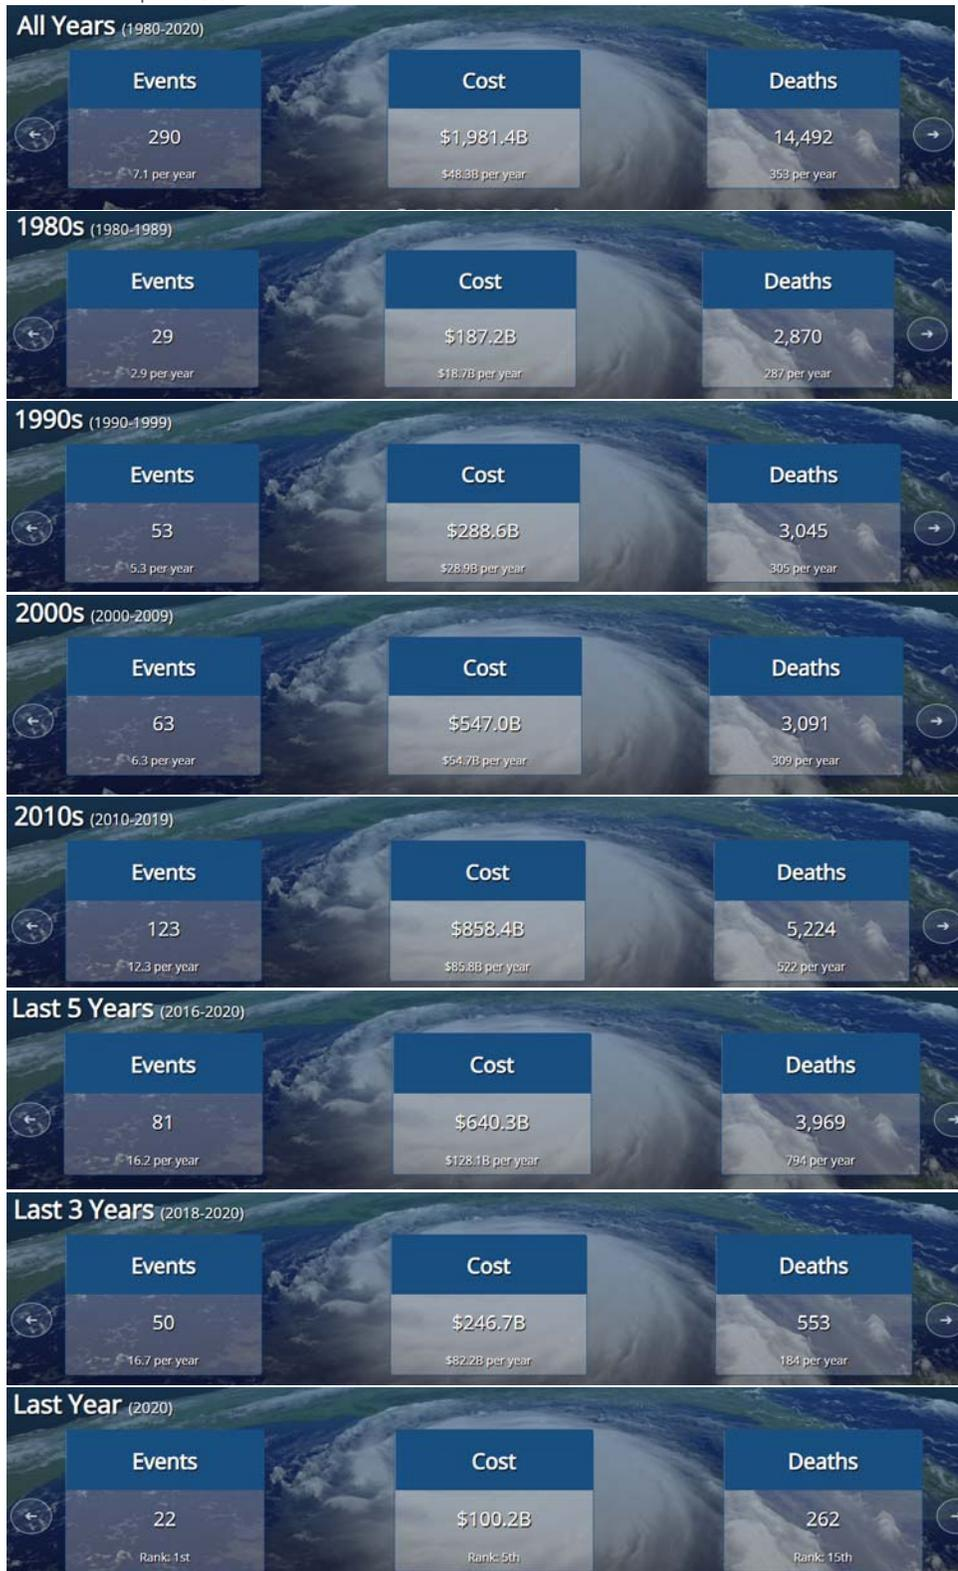 All Years (1980-2020)
Events Cost Deaths
290 $1,981.4B 14,492
7.1 per year $48.3B per year 353 per year
1980s (1980-1989)
Events Cost Deaths
29 $187.2B 2,870
2.9 per year $18.7B per year 287 per year
1990s (1990-1999)
Events Cost Deaths
53 $288.6B 3,045
5.3 per year $28.9B per year 305 per year
2000s (2000-2009)
Events Cost Deaths
63 $547.0B 3,091
6.3 per year $54.7B per year 309 per year
2010s (2010-2019)
Events Cost Deaths
123 $858.4B 5,224
12.3 per year $85.8B per year 522 per year
Last 5 Years (2016-2020)
Events Cost Deaths
81 $640.3B 3,969
16.2 per year $128.1B per year 794 per year
Last 3 Years (2018-2020)
Events Cost Deaths
50 $246.7B 553
16.7 per year $82.2B per year 184 per year
Last Year (2020)
Events Cost Deaths
22 $100.2B 262
Rank: 1st Rank: 5th Rank: 15th